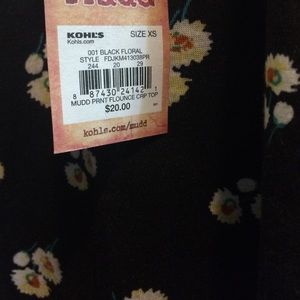 mudd
KOHL'S SIZE XS
Kohls.com
001 BLACK FLORAL
STYLE FDJKM413038PR
244 20 29
8 87430 24142 1
MUDD PRNT FLOUNCE CRP TOP
$20.00
kohls.com/mudd